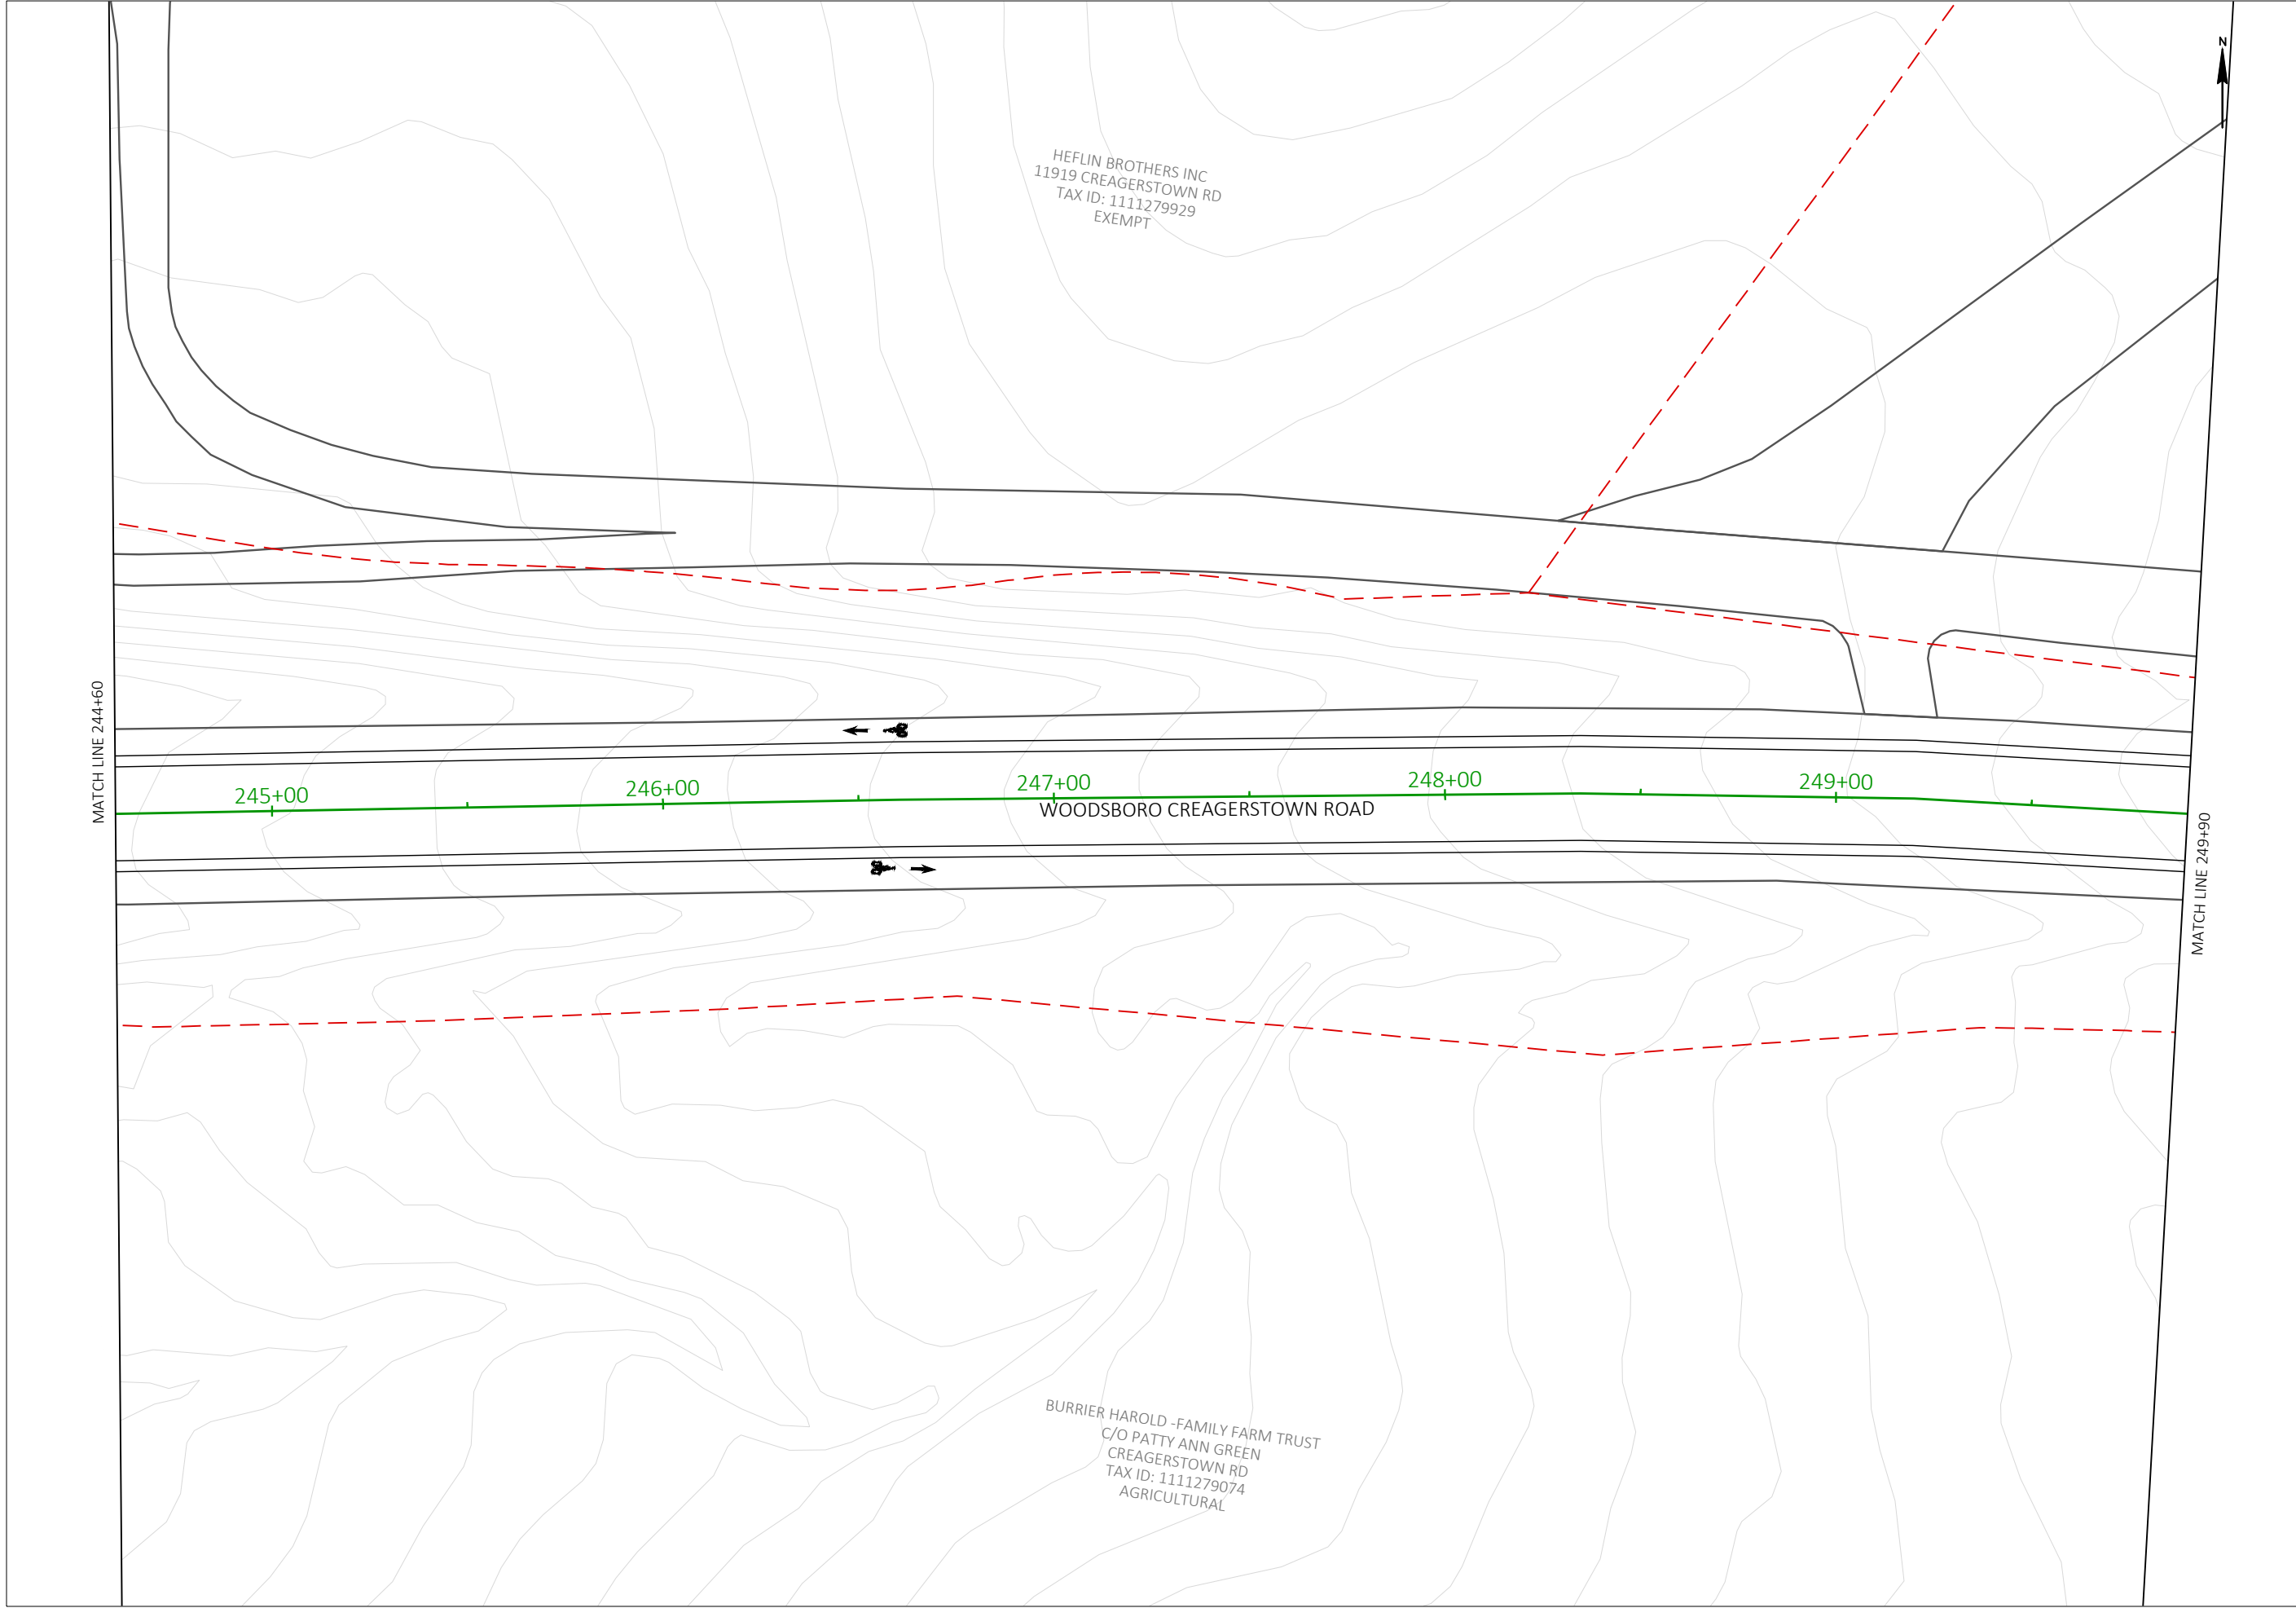 N
HEFLIN BROTHERS INC
11919 CREAGERSTOWN RD
TAX ID: 1111279929
EXEMPT
MATCH LINE 244+60
245+00
246+00
247+00
248+00
249+00
WOODSBORO CREAGERSTOWN ROAD
MATCH LINE 249+90
BURRIER HAROLD -FAMILY FARM TRUST
C/O PATTY ANN GREEN
CREAGERSTOWN RD
TAX ID: 1111279074
AGRICULTURAL